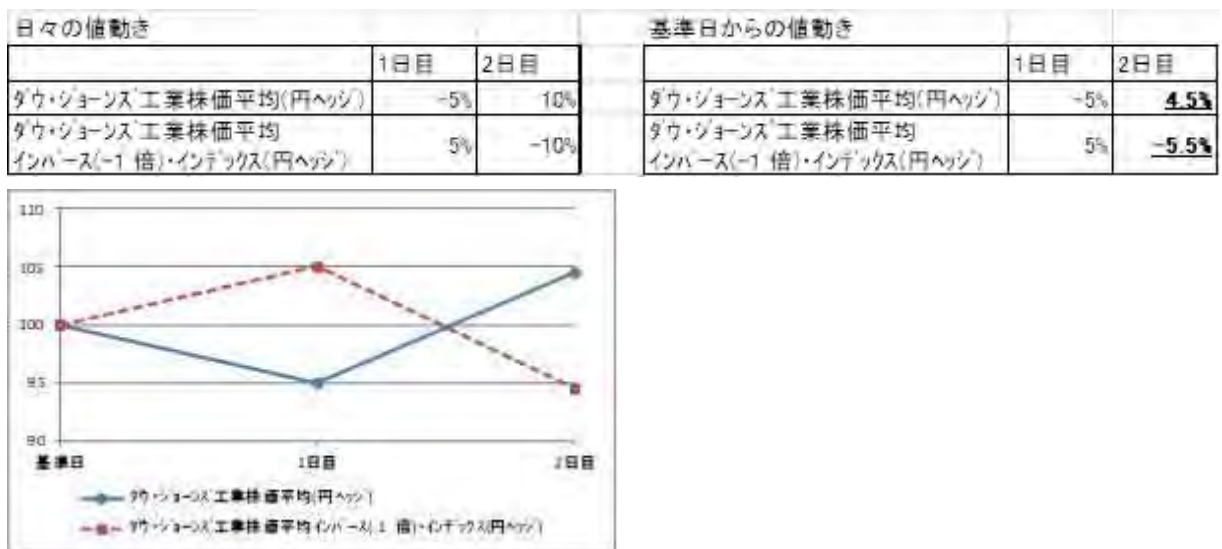 日々の値動き
1日目 2日目
ダウ・ジョーンズ工業株価平均(円ヘッジ) -5% 10%
ダウ・ジョーンズ工業株価平均
インバース(-1 倍)・インデックス(円ヘッジ) 5% -10%
基準日からの値動き
1日目 2日目
ダウ・ジョーンズ工業株価平均(円ヘッジ) -5% 4.5%
ダウ・ジョーンズ工業株価平均
インバース(-1 倍)・インデックス(円ヘッジ) 5% -5.5%
110
105
100
95
90
基準日 1日目 2日目
ダウ・ジョーンズ工業株価平均(円ヘッジ)
ダウ・ジョーンズ工業株価平均インバース(-1 倍)・インデックス(円ヘッジ)